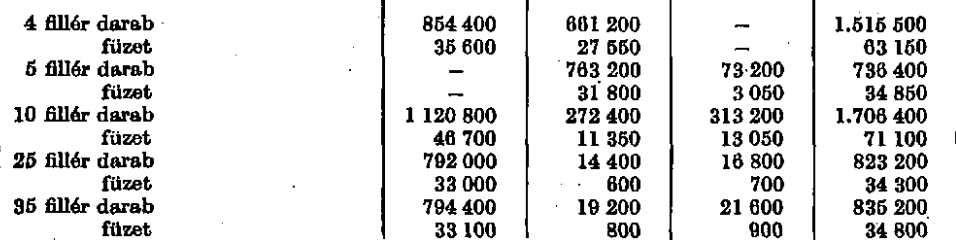 4 fillér darab 854 400 661 200 – 1.515 500
füzet 35 600 27 550 – 63 150
5 fillér darab – 763 200 73·200 736 400
füzet – 31 800 3 050 34 850
10 fillér darab 1 120 800 272 400 313 200 1.706 400
füzet 46 700 11 350 13 050 71 100
25 fillér darab 792 000 14 400 16 800 823 200
füzet 33 000 600 700 34 300
35 fillér darab 794 400 19 200 21 600 835 200
füzet 33 100 800 900 34 800